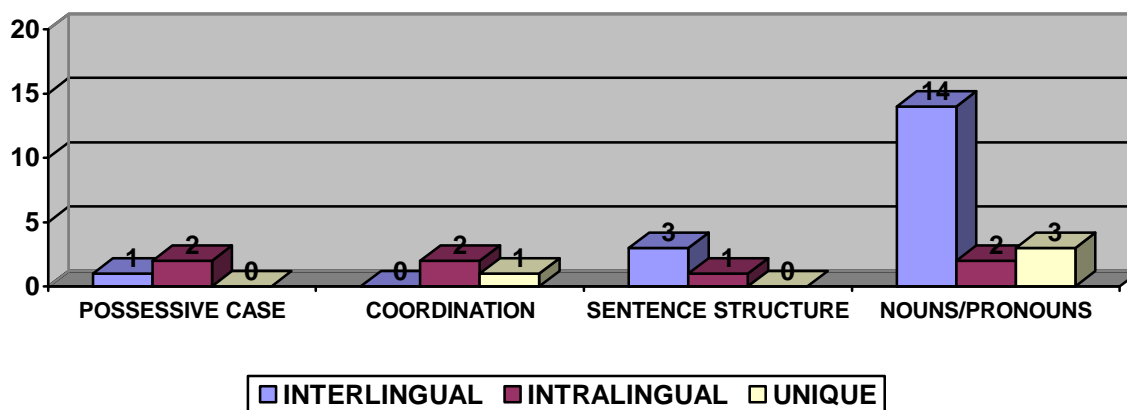 20
15
10
5
0
1 2 0
0 2 1
3 1 0
14 2 3
POSSESSIVE CASE COORDINATION SENTENCE STRUCTURE NOUNS/PRONOUNS
INTERLINGUAL INTRALINGUAL UNIQUE